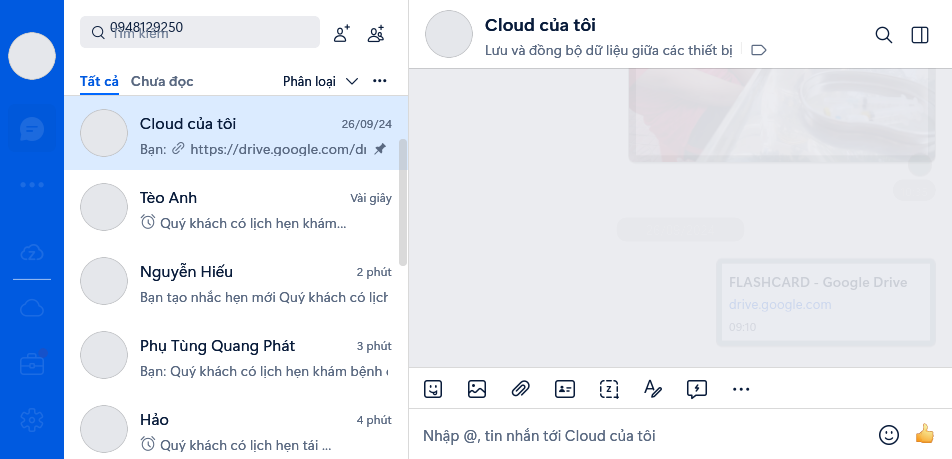 0948129250
Tìm kiếm
Tất cả Chưa đọc Phân loại
Cloud của tôi 26/09/24
Bạn: https://drive.google.com/
Tèo Anh Vài giây
Quý khách có lịch hẹn khám...
Nguyễn Hiếu 2 phút
Bạn tạo nhắc hẹn mới Quý khách có lịch
Phụ Tùng Quang Phát 3 phút
Bạn: Quý khách có lịch hẹn khám bệnh
Hảo 4 phút
Quý khách có lịch hẹn tái ...
Cloud của tôi
Lưu và đồng bộ dữ liệu giữa các thiết bị
FLASHCARD - Google Drive
drive.google.com
09:10
Nhập @, tin nhắn tới Cloud của tôi